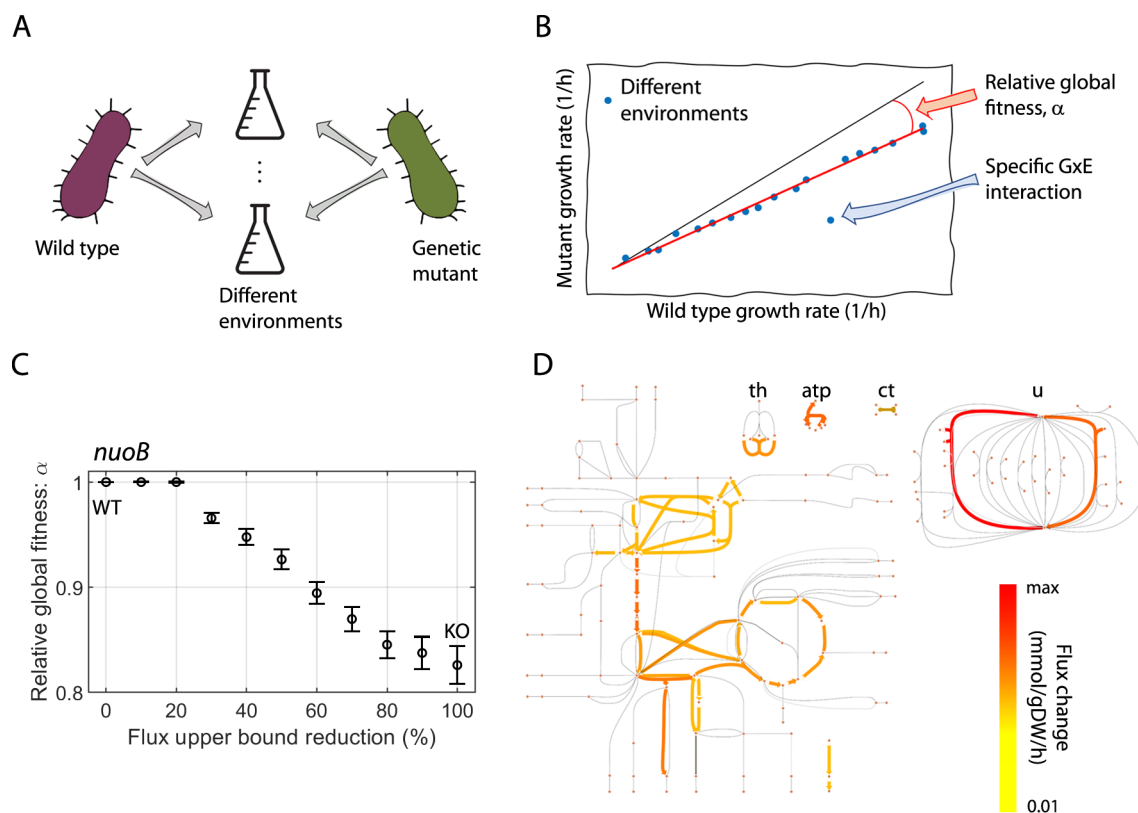 A
Wild type
Different
environments
Genetic
mutant
B
Mutant growth rate (1/h)
Different
environments
Wild type growth rate (1/h)
Relative global
fitness, α
Specific GxE
interaction
C
nuoB
Relative global fitness: α
1
0.9
0.8
WT
KO
0
20
40
60
80
100
Flux upper bound reduction (%)
D
th
atp
ct
u
max
0.01
Flux change
(mmol/gDW/h)